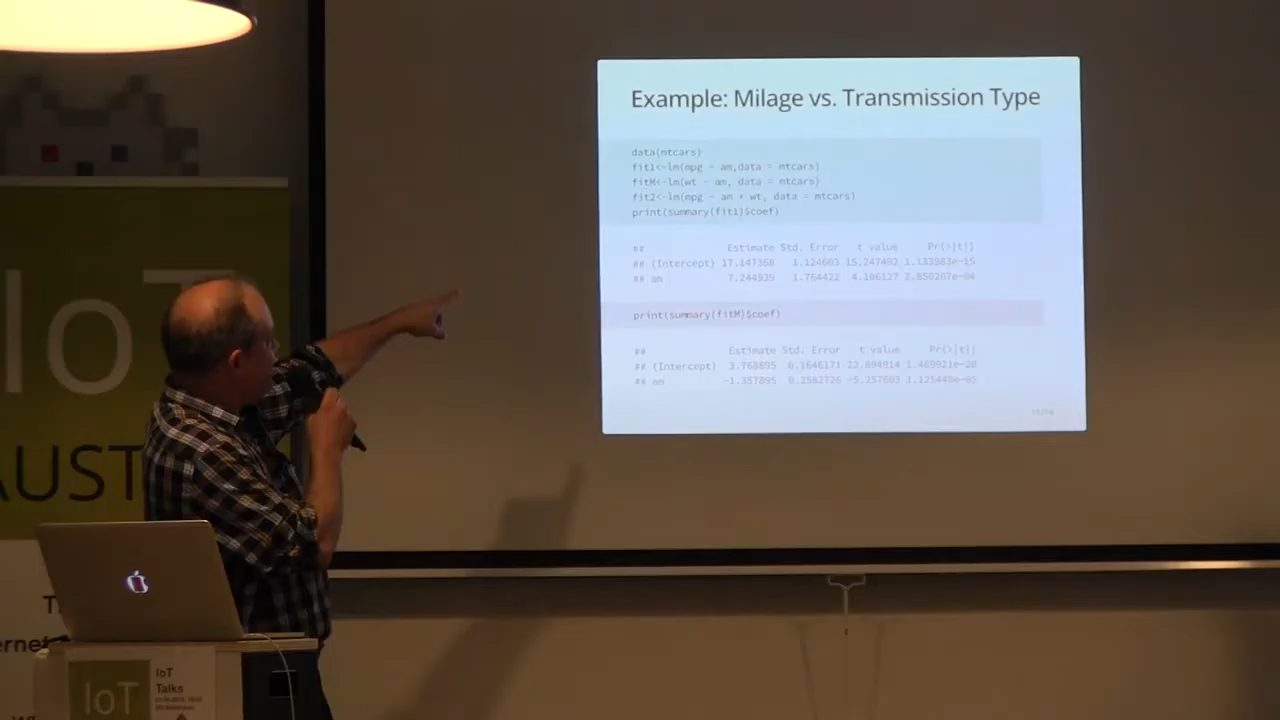 Example: Milage vs. Transmission Type
data(mtcars)
fit1<-lm(mpg ~ am,data = mtcars)
fitM<-lm(wt ~ am, data = mtcars)
fit2<-lm(mpg ~ am + wt, data = mtcars)
print(summary(fit1)$coef)
## Estimate Std. Error t value Pr(>|t|)
## (Intercept) 17.147368 1.124603 15.247492 1.133983e-15
## am 7.244939 1.764422 4.106127 2.850207e-04
print(summary(fitM)$coef)
## Estimate Std. Error t value Pr(>|t|)
## (Intercept) 3.768895 0.1646171 22.894914 1.489921e-20
## am -1.357895 0.2582726 -5.257603 1.125440e-05
IoT
AUST
ernet
IoT
IoT
Talks